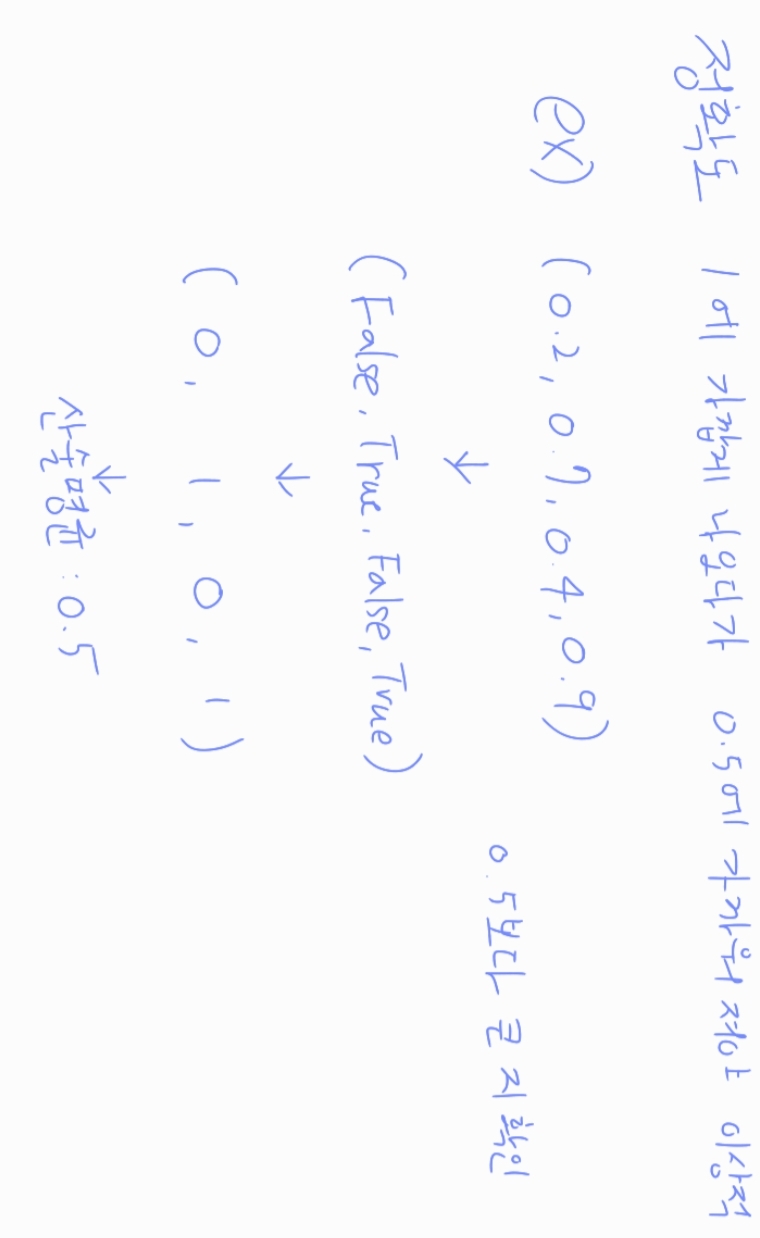 정확도 1에 가깝게 나오다가 0.5에 가까워져야 이상적
ex) (0.2, 0.7, 0.4, 0.9)
0.5보다 큰지 확인
↓
(False, True, False, True)
↓
(0, 1, 0, 1)
↓
산술평균 : 0.5